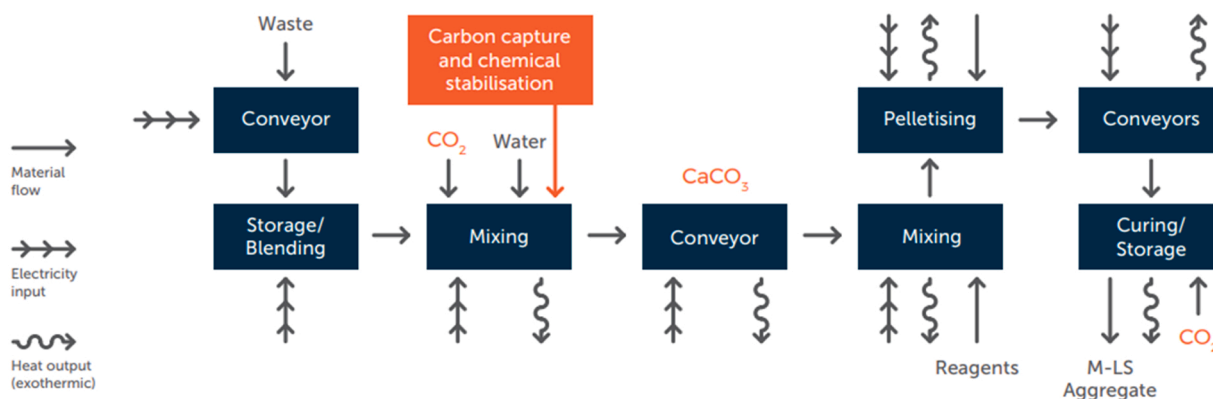 Waste
Carbon capture
and chemical
stabilisation
Conveyor
Pelletising
Conveyors
Material
flow
CO₂
Water
CaCO₃
Storage/
Blending
Mixing
Conveyor
Mixing
Curing/
Storage
Electricity
input
Heat output
(exothermic)
Reagents
M-LS
Aggregate
CO₂